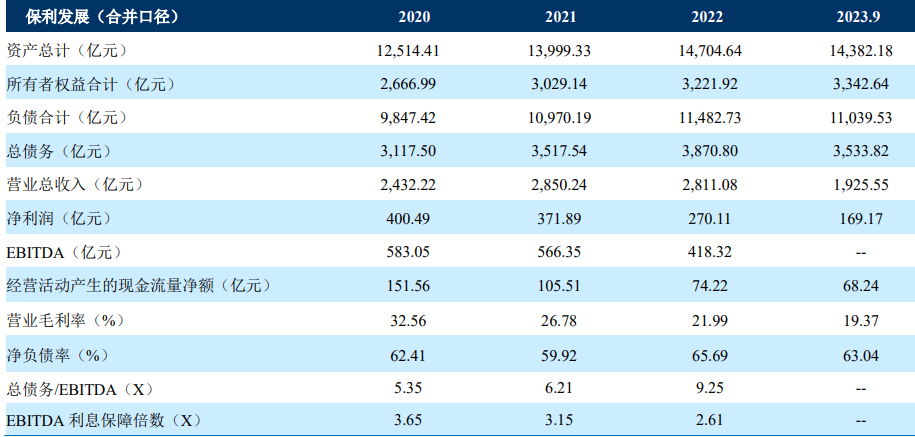 保利发展（合并口径） 2020 2021 2022 2023.9
资产总计（亿元） 12,514.41 13,999.33 14,704.64 14,382.18
所有者权益合计（亿元） 2,666.99 3,029.14 3,221.92 3,342.64
负债合计（亿元） 9,847.42 10,970.19 11,482.73 11,039.53
总债务（亿元） 3,117.50 3,517.54 3,870.80 3,533.82
营业总收入（亿元） 2,432.22 2,850.24 2,811.08 1,925.55
净利润（亿元） 400.49 371.89 270.11 169.17
EBITDA（亿元） 583.05 566.35 418.32 --
经营活动产生的现金流量净额（亿元） 151.56 105.51 74.22 68.24
营业毛利率（%） 32.56 26.78 21.99 19.37
净负债率（%） 62.41 59.92 65.69 63.04
总债务/EBITDA（X） 5.35 6.21 9.25 --
EBITDA 利息保障倍数（X） 3.65 3.15 2.61 --